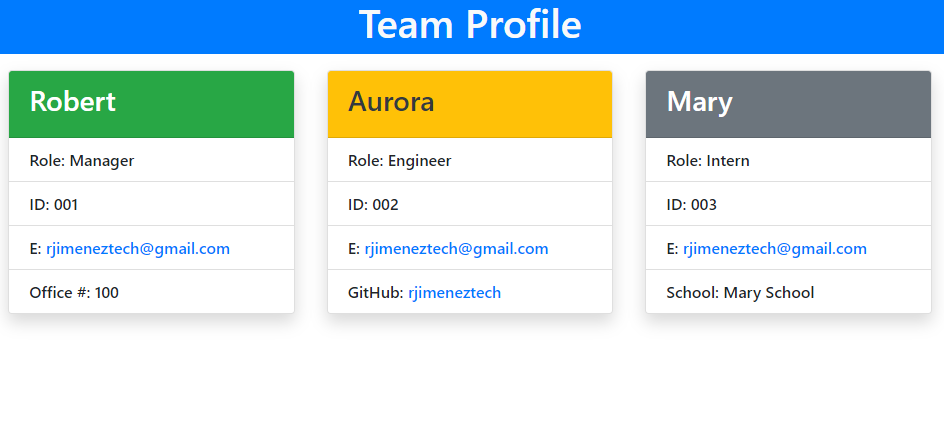 Team Profile
Robert
Role: Manager
ID: 001
E: rjimeneztech@gmail.com
Office #: 100
Aurora
Role: Engineer
ID: 002
E: rjimeneztech@gmail.com
GitHub: rjimeneztech
Mary
Role: Intern
ID: 003
E: rjimeneztech@gmail.com
School: Mary School